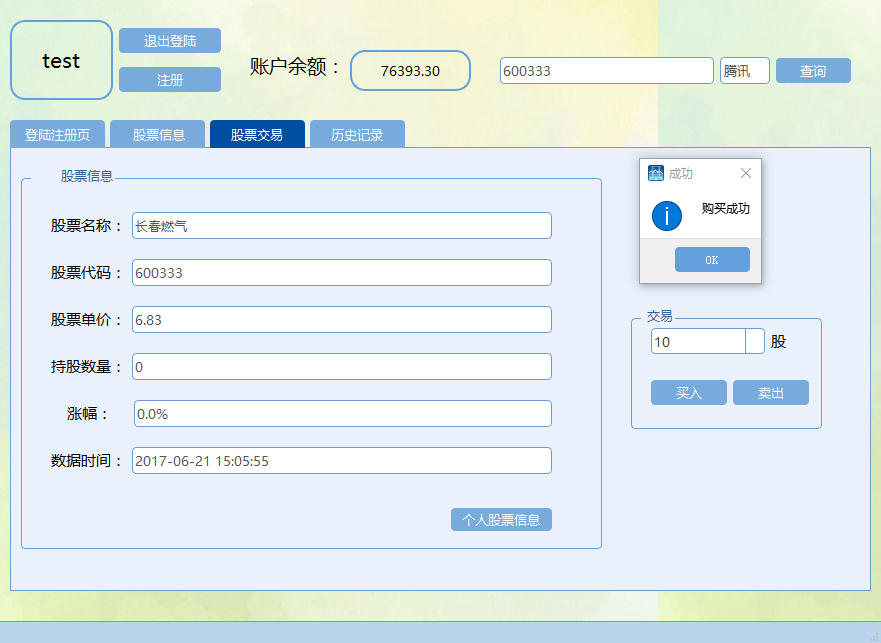 test
退出登陆
注册
账户余额：
76393.30
600333
腾讯
查询
登陆注册页
股票信息
股票交易
历史记录
股票信息
股票名称：
长春燃气
股票代码：
600333
股票单价：
6.83
持股数量：
0
涨幅：
0.0%
数据时间：
2017-06-21 15:05:55
个人股票信息
成功
购买成功
OK
交易
10
股
买入
卖出